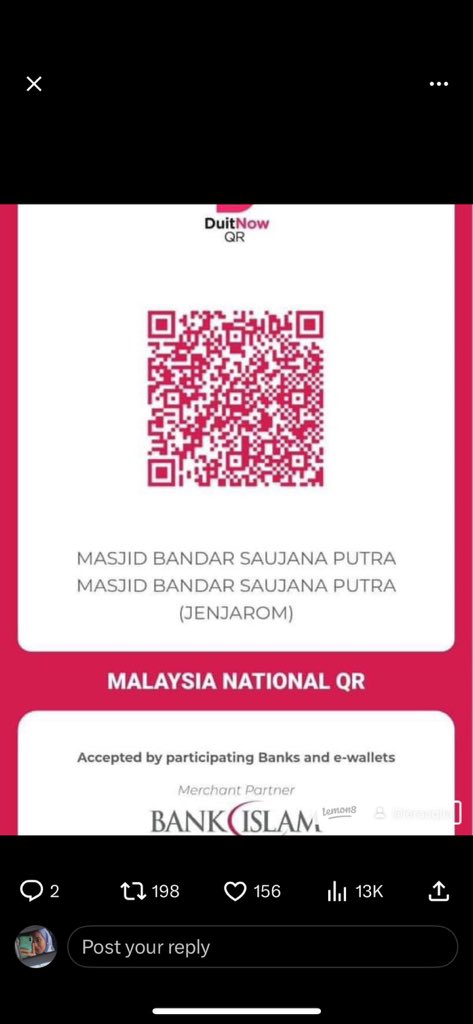 DuitNow
QR
MASJID BANDAR SAUJANA PUTRA
MASJID BANDAR SAUJANA PUTRA
(JENJAROM)
MALAYSIA NATIONAL QR
Accepted by participating Banks and e-wallets
Merchant Partner
BANK ISLAM
lemon8
2
198
156
13K
Post your reply